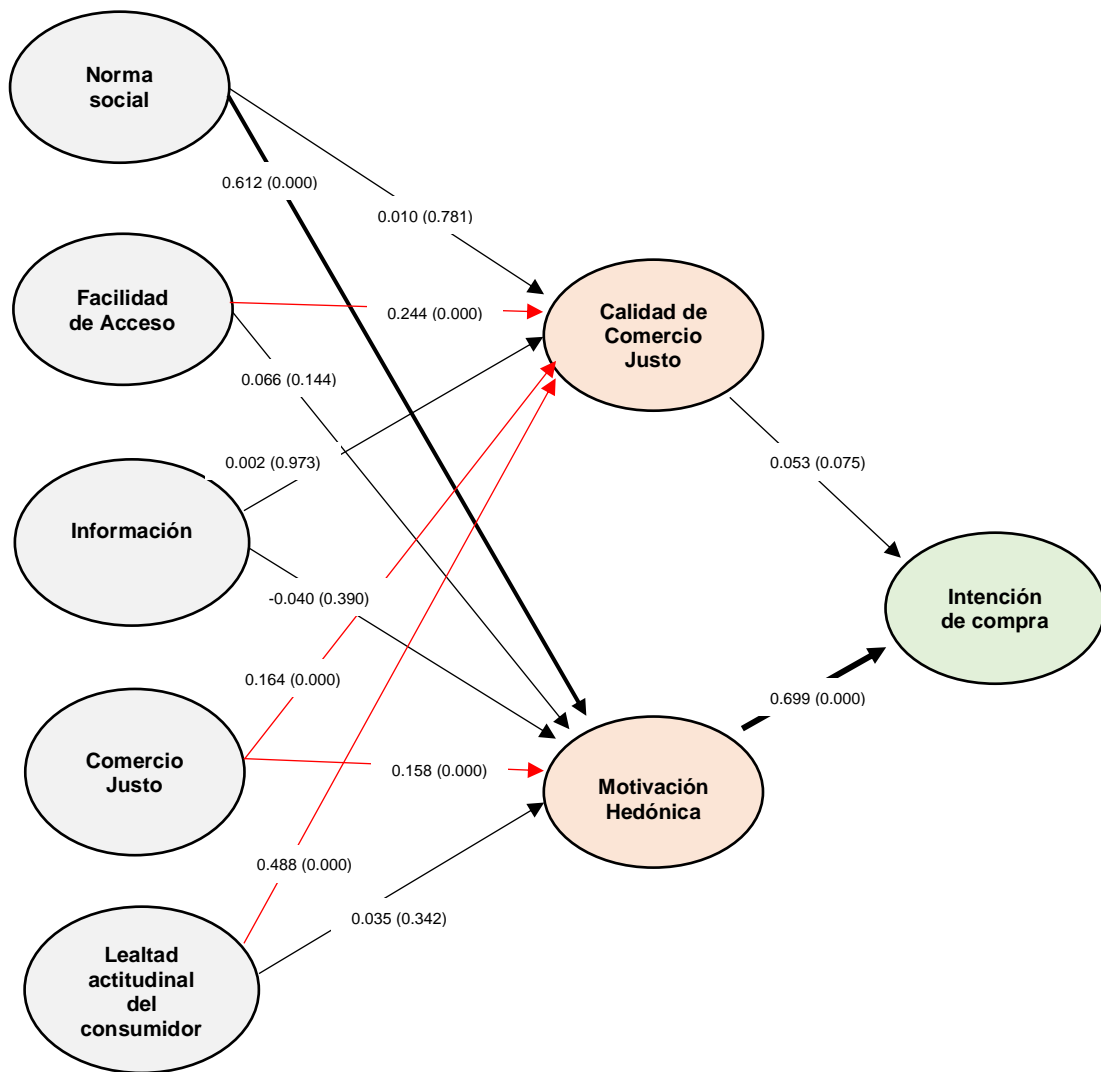 Norma
social
0.612 (0.000)
0.010 (0.781)
Facilidad
de Acceso
0.244 (0.000)
Calidad de
Comercio
Justo
0.066 (0.144)
0.002 (0.973)
0.053 (0.075)
Información
-0.040 (0.390)
Intención
de compra
0.164 (0.000)
0.699 (0.000)
Comercio
Justo
0.158 (0.000)
Motivación
Hedónica
0.488 (0.000)
0.035 (0.342)
Lealtad
actitudinal
del
consumidor